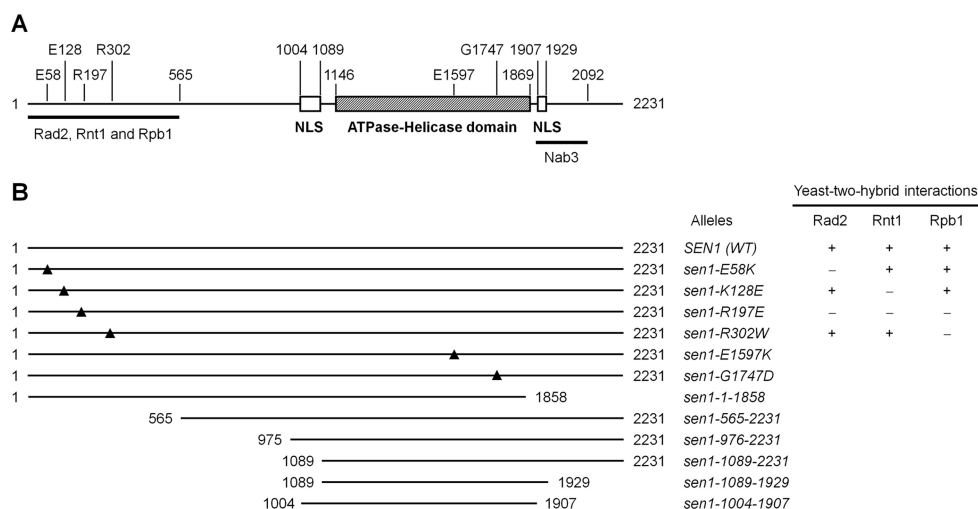 A
E128 R302 1004 1089 G1747 1907 1929
E58 R197 565 1146 E1597 1869 2092
1 2231
NLS ATPase-Helicase domain NLS
Rad2, Rnt1 and Rpb1
Nab3
B
Yeast-two-hybrid interactions
Alleles Rad2 Rnt1 Rpb1
1 2231 SEN1 (WT) + + +
1 2231 sen1-E58K – + +
1 2231 sen1-K128E + – +
1 2231 sen1-R197E – – –
1 2231 sen1-R302W + + –
1 2231 sen1-E1597K
1 2231 sen1-G1747D
1 1858 sen1-1-1858
565 2231 sen1-565-2231
975 2231 sen1-976-2231
1089 2231 sen1-1089-2231
1089 1929 sen1-1089-1929
1004 1907 sen1-1004-1907